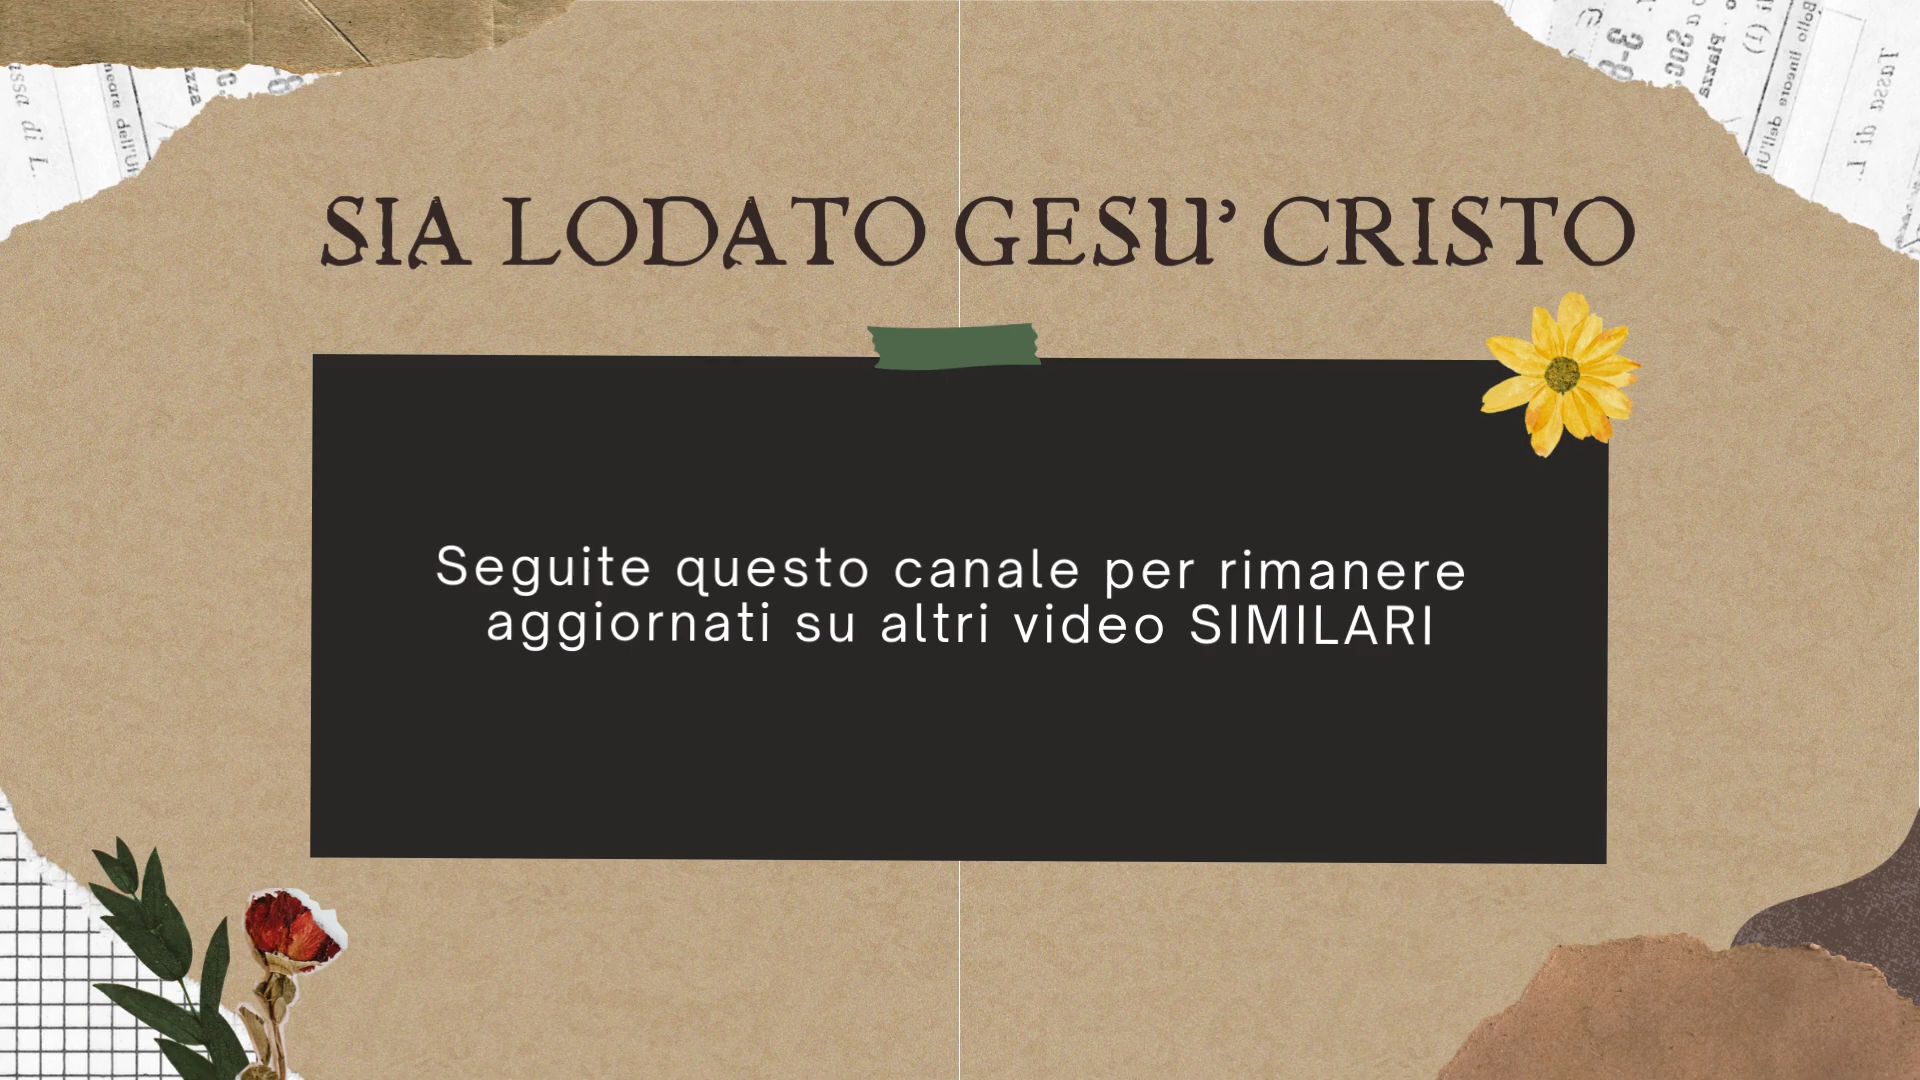 SIA LODATO GESU' CRISTO
Seguite questo canale per rimanere
aggiornati su altri video SIMILARI